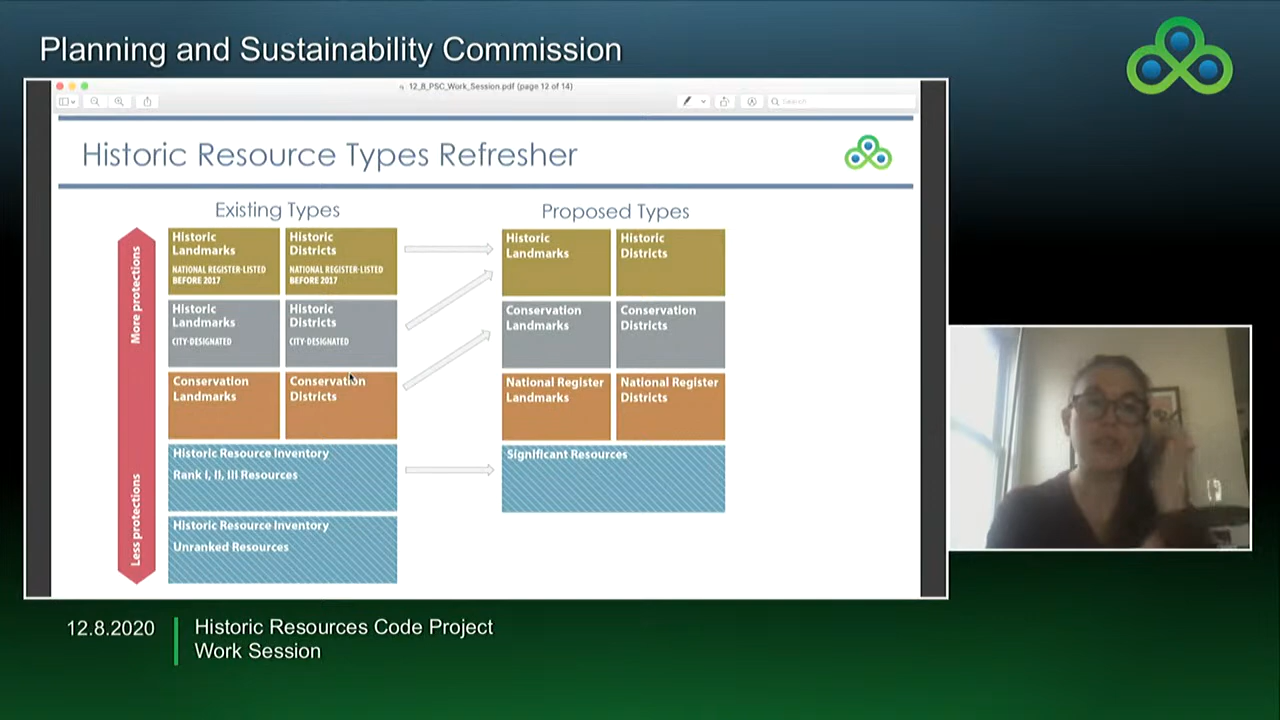 Planning and Sustainability Commission
12_8_PSC_Work_Session.pdf (page 12 of 14)
Search
Historic Resource Types Refresher
Existing Types
Proposed Types
More protections
Less protections
Historic
Landmarks
NATIONAL REGISTER-LISTED
BEFORE 2017
Historic
Districts
NATIONAL REGISTER-LISTED
BEFORE 2017
Historic
Landmarks
Historic
Districts
Historic
Landmarks
CITY-DESIGNATED
Historic
Districts
CITY-DESIGNATED
Conservation
Landmarks
Conservation
Districts
Conservation
Landmarks
Conservation
Districts
National Register
Landmarks
National Register
Districts
Historic Resource Inventory
Rank I, II, III Resources
Significant Resources
Historic Resource Inventory
Unranked Resources
12.8.2020
Historic Resources Code Project
Work Session